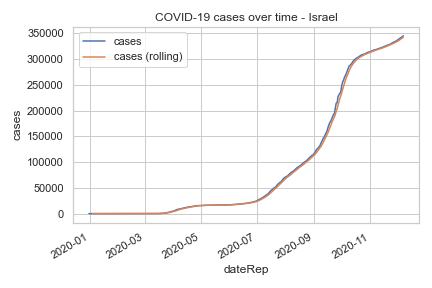 COVID-19 cases over time - Israel
cases
cases (rolling)
350000
300000
250000
200000
150000
100000
50000
0
cases
2020-01
2020-03
2020-05
2020-07
2020-09
2020-11
dateRep